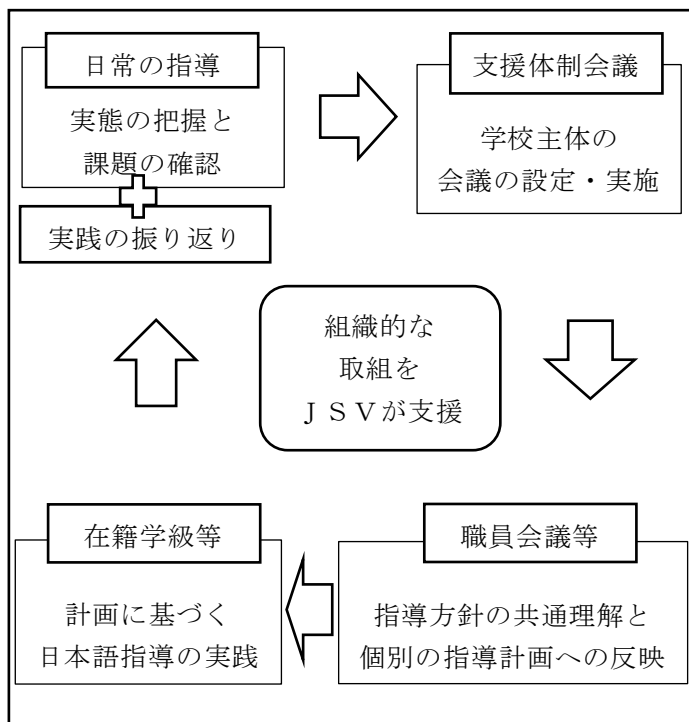 日常の指導
実態の把握と
課題の確認
実践の振り返り
支援体制会議
学校主体の
会議の設定・実施
組織的な
取組を
ＪＳＶが支援
在籍学級等
計画に基づく
日本語指導の実践
職員会議等
指導方針の共通理解と
個別の指導計画への反映